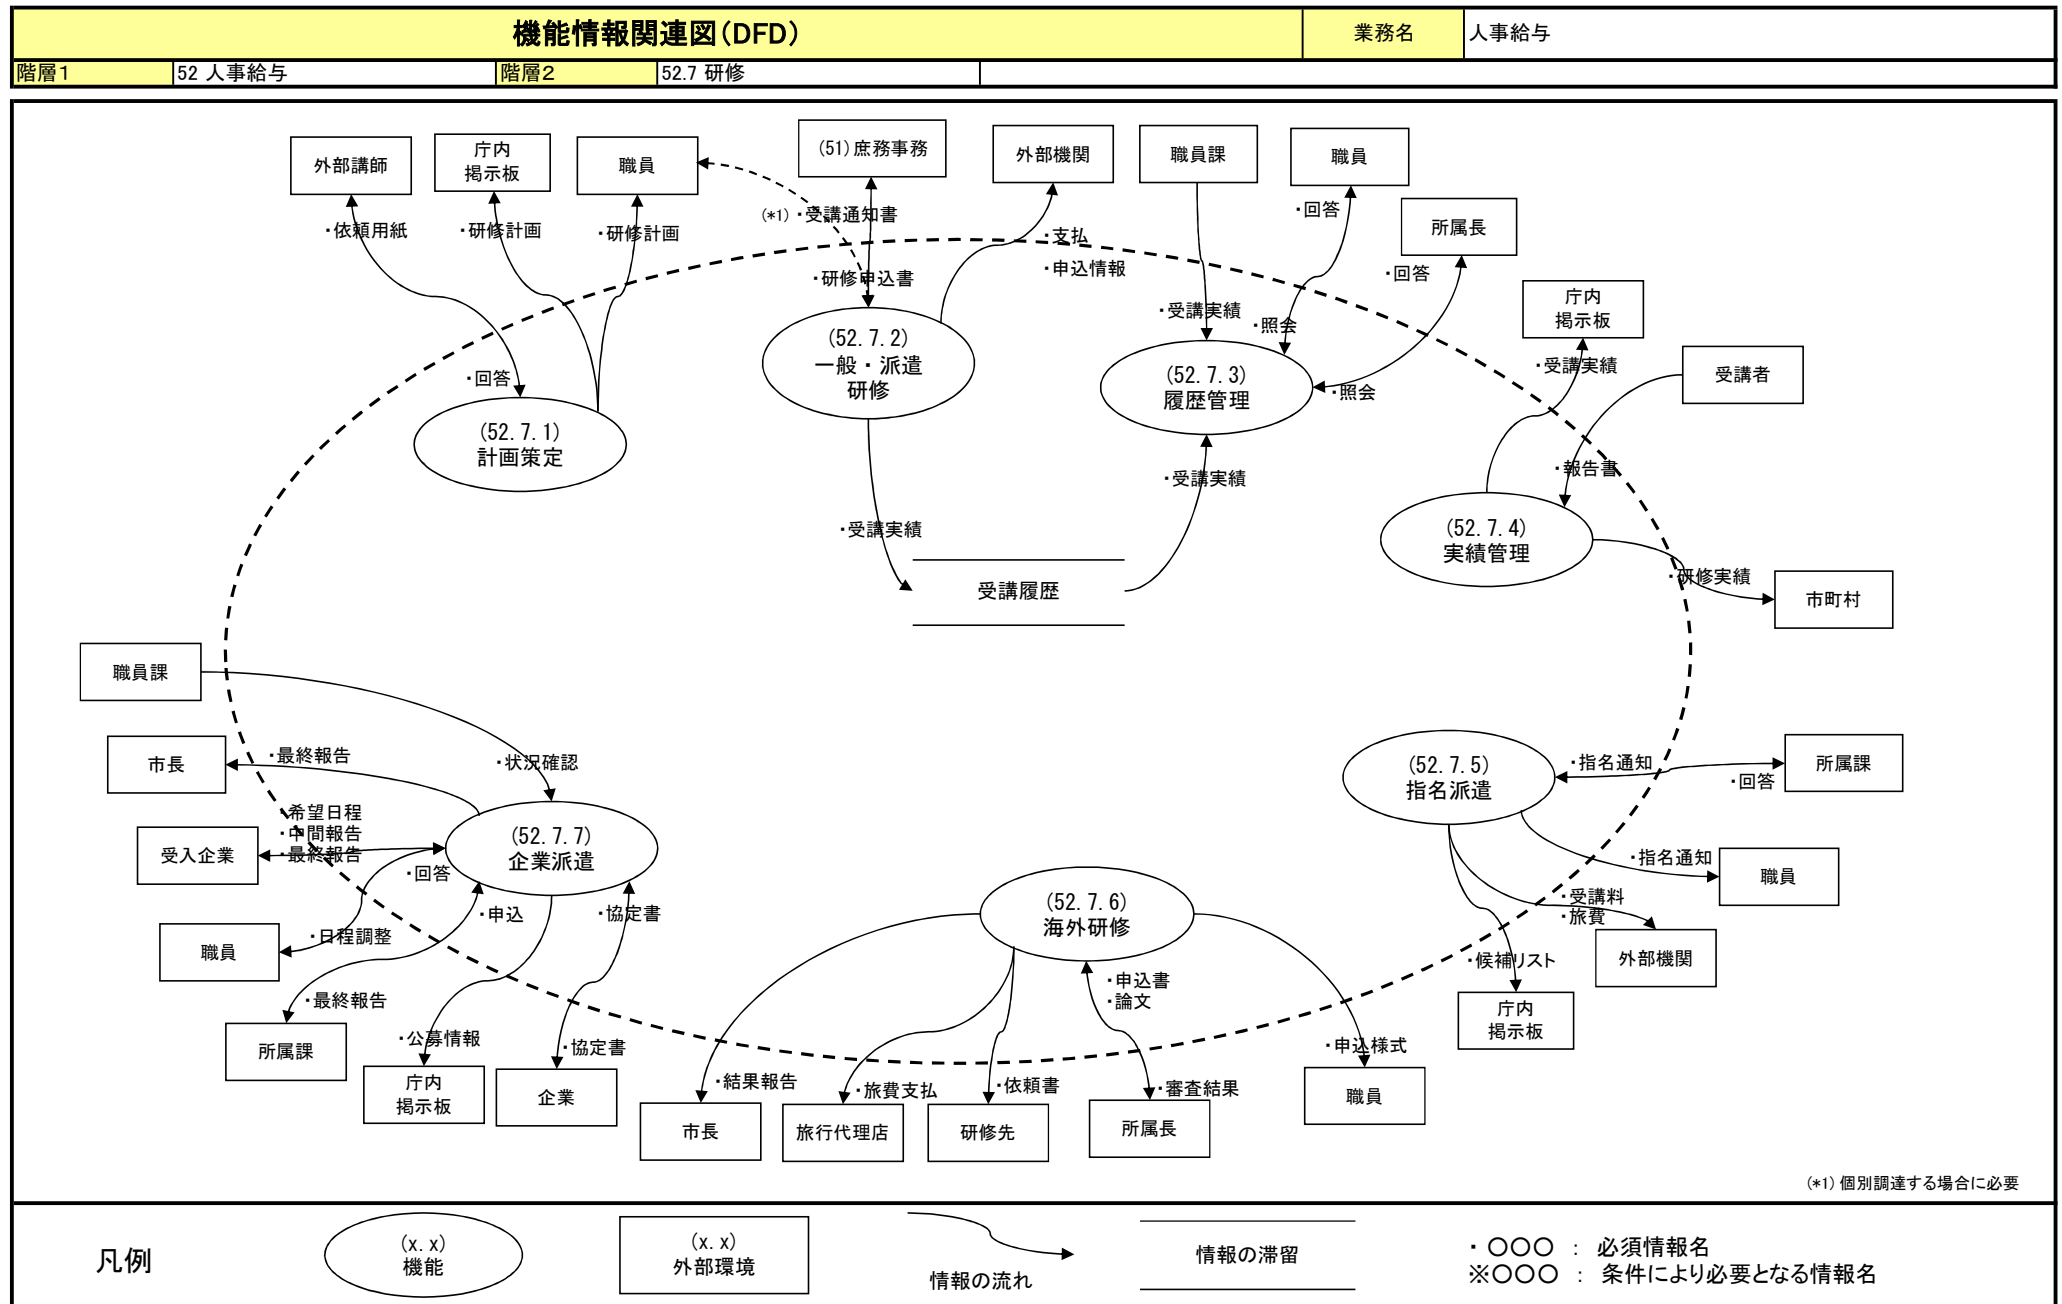 機能情報関連図(DFD)
業務名
人事給与
階層1
52 人事給与
階層2
52.7 研修
外部講師
庁内
掲示板
職員
(51)庶務事務
外部機関
職員課
職員
所属長
・依頼用紙
・研修計画
・研修計画
(*1)・受講通知書
・研修申込書
・支払
・申込情報
・受講実績
・回答
・照会
・回答
・照会
庁内
掲示板
・受講実績
受講者
・報告書
・回答
(52.7.1)
計画策定
(52.7.2)
一般・派遣
研修
(52.7.3)
履歴管理
(52.7.4)
実績管理
・受講実績
・受講実績
受講履歴
・研修実績
市町村
職員課
・状況確認
市長
・最終報告
受入企業
・希望日程
・中間報告
・最終報告
(52.7.7)
企業派遣
・回答
職員
・日程調整
・申込
・最終報告
所属課
・公募情報
庁内
掲示板
・協定書
・協定書
企業
(52.7.6)
海外研修
・結果報告
市長
・旅費支払
旅行代理店
・依頼書
研修先
・申込書
・論文
・審査結果
所属長
・申込様式
職員
(52.7.5)
指名派遣
・指名通知
・回答
所属課
・指名通知
職員
・受講料
・旅費
外部機関
・候補リスト
庁内
掲示板
(*1)個別調達する場合に必要
凡例
(x.x)
機能
(x.x)
外部環境
情報の流れ
情報の滞留
・〇〇〇 : 必須情報名
※〇〇〇 : 条件により必要となる情報名